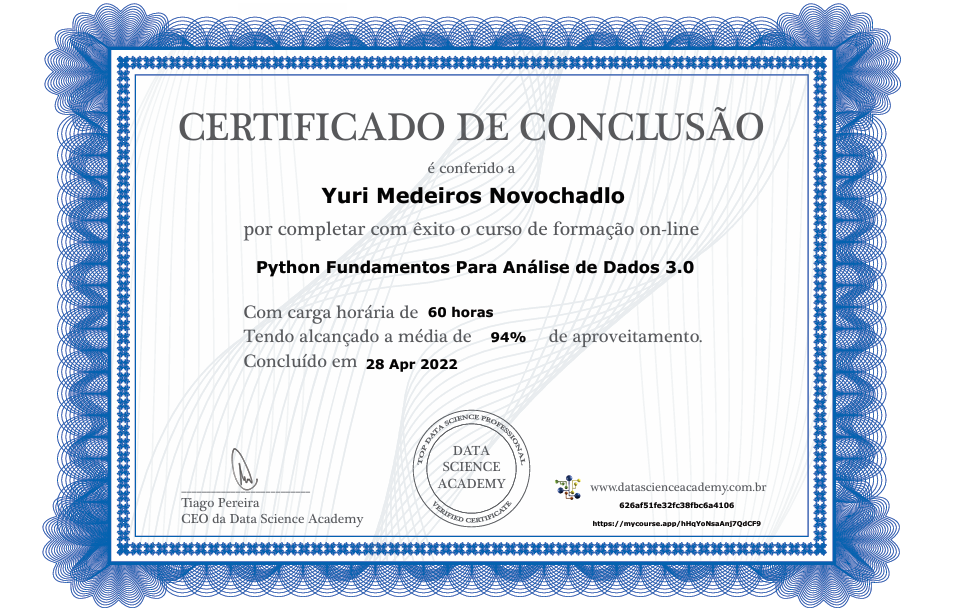 CERTIFICADO DE CONCLUSÃO
é conferido a
Yuri Medeiros Novochadlo
por completar com êxito o curso de formação on-line
Python Fundamentos Para Análise de Dados 3.0
Com carga horária de 60 horas
Tendo alcançado a média de 94% de aproveitamento.
Concluído em 28 Apr 2022
TOP DATA SCIENCE PROFESSIONAL
DATA
SCIENCE
ACADEMY
VERIFIED CERTIFICATE
Tiago Pereira
CEO da Data Science Academy
www.datascienceacademy.com.br
626af51fe32fc38fbc6a4106
https://mycourse.app/hHqYoNsaAnJ7QdCF9